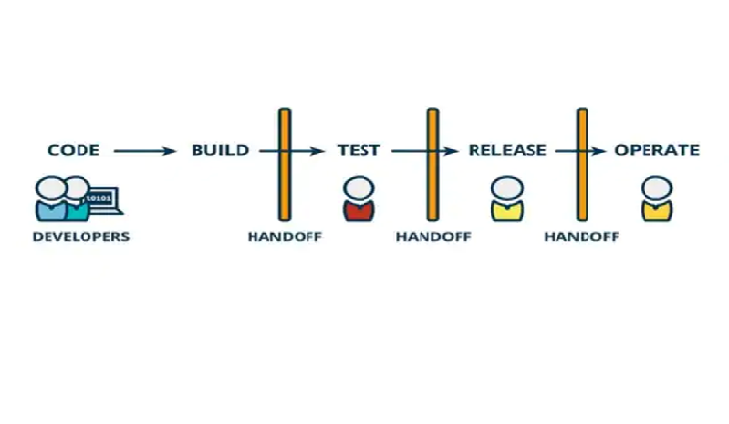 CODE BUILD TEST RELEASE OPERATE
10101
DEVELOPERS HANDOFF HANDOFF HANDOFF